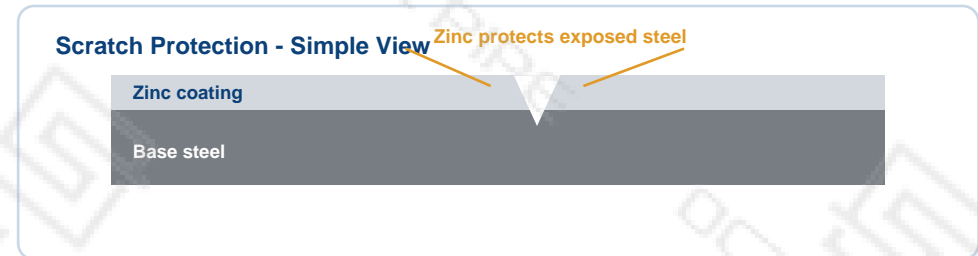 Scratch Protection - Simple View
Zinc protects exposed steel
Zinc coating
Base steel